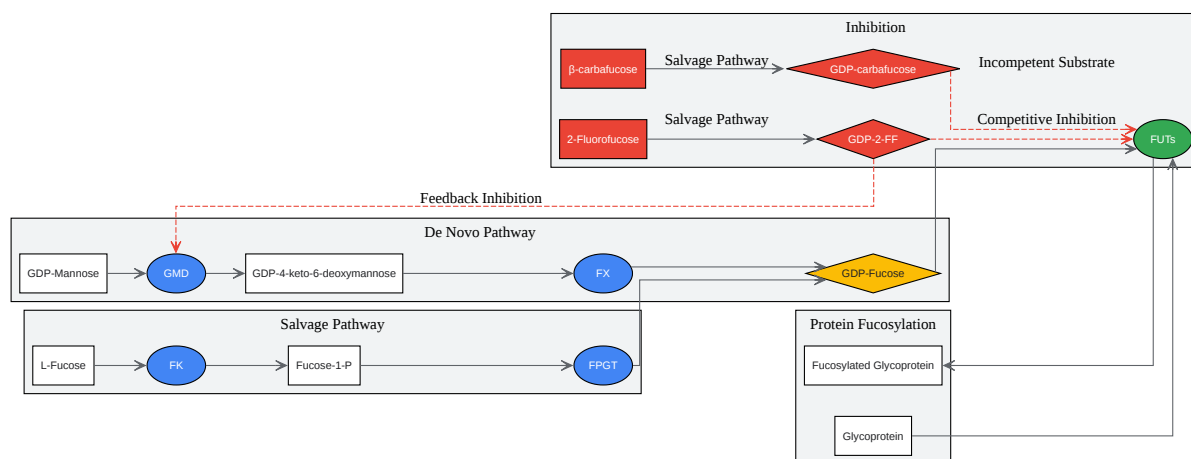 Inhibition
β-carbafucose
Salvage Pathway
GDP-carbafucose
Incompetent Substrate
2-Fluorofucose
Salvage Pathway
GDP-2-FF
Competitive Inhibition
FUTs
Feedback Inhibition
De Novo Pathway
GDP-Mannose
GMD
GDP-4-keto-6-deoxymannose
FX
GDP-Fucose
Salvage Pathway
L-Fucose
FK
Fucose-1-P
FPGT
Protein Fucosylation
Fucosylated Glycoprotein
Glycoprotein